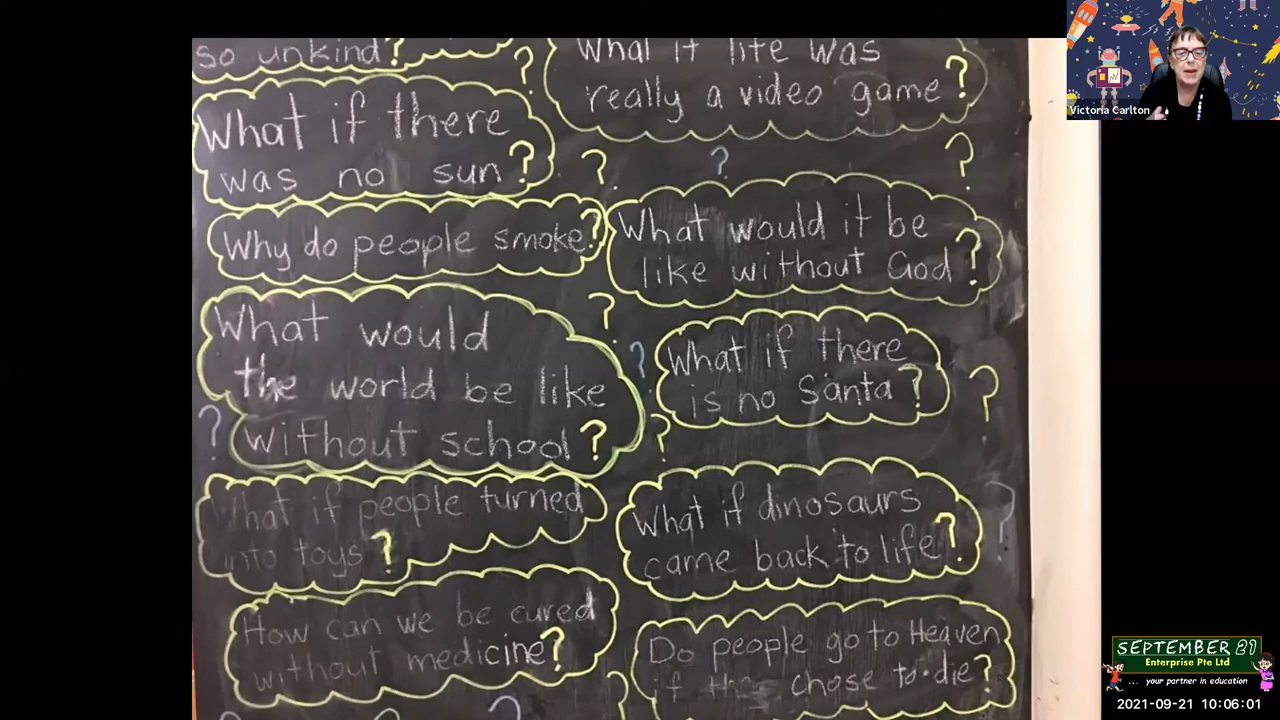 so unkind?
What if life was
really a video game?
What if there
was no sun?
Why do people smoke?
What would it be
like without God?
What would
the world be like
without school?
What if there
is no Santa?
What if people turned
into toys?
What if dinosaurs
came back to life?
How can we be cured
without medicine?
Do people go to Heaven
if they chose to die?
Victoria Carlton
SEPTEMBER 21
Enterprise Pte Ltd
... your partner in education
2021-09-21 10:06:01